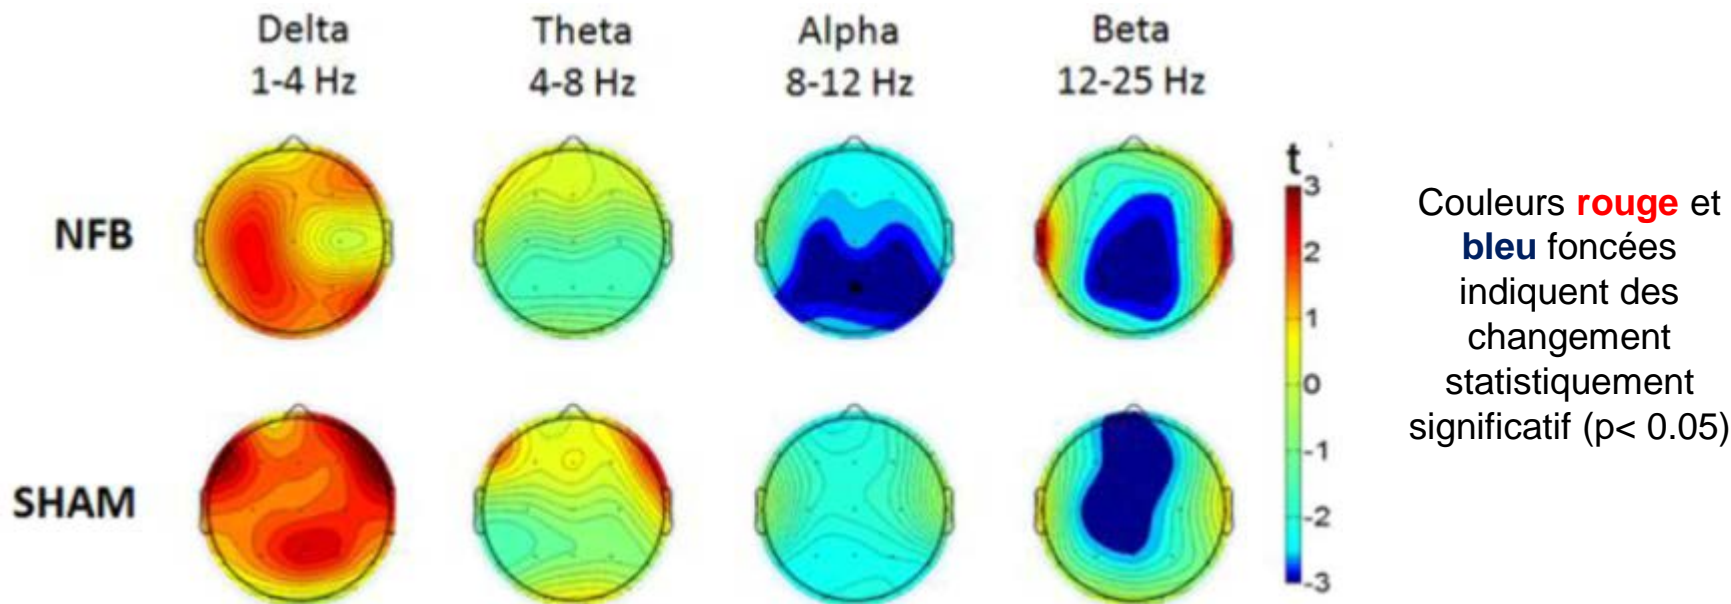 Delta
1-4 Hz
Theta
4-8 Hz
Alpha
8-12 Hz
Beta
12-25 Hz
NFB
SHAM
t
3
2
1
0
-1
-2
-3
Couleurs rouge et
bleu foncées
indiquent des
changement
statistiquement
significatif (p< 0.05)